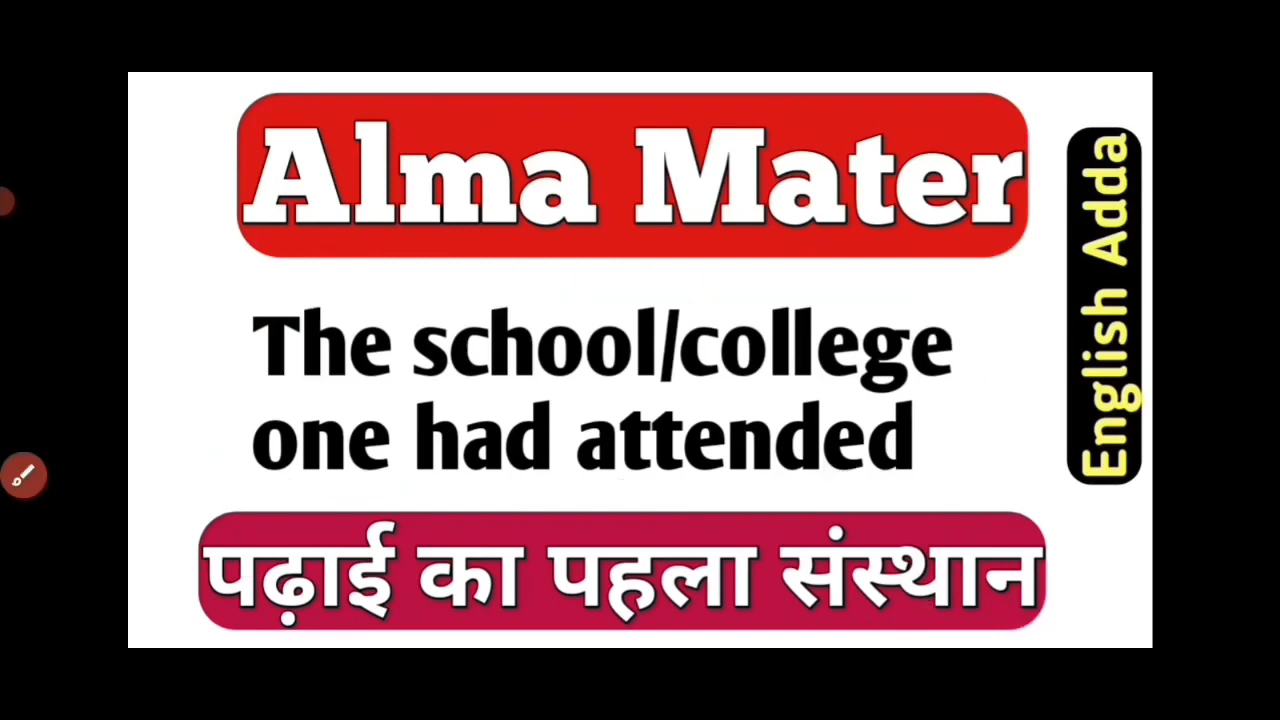 Alma Mater
The school/college
one had attended
पढ़ाई का पहला संस्थान
English Adda